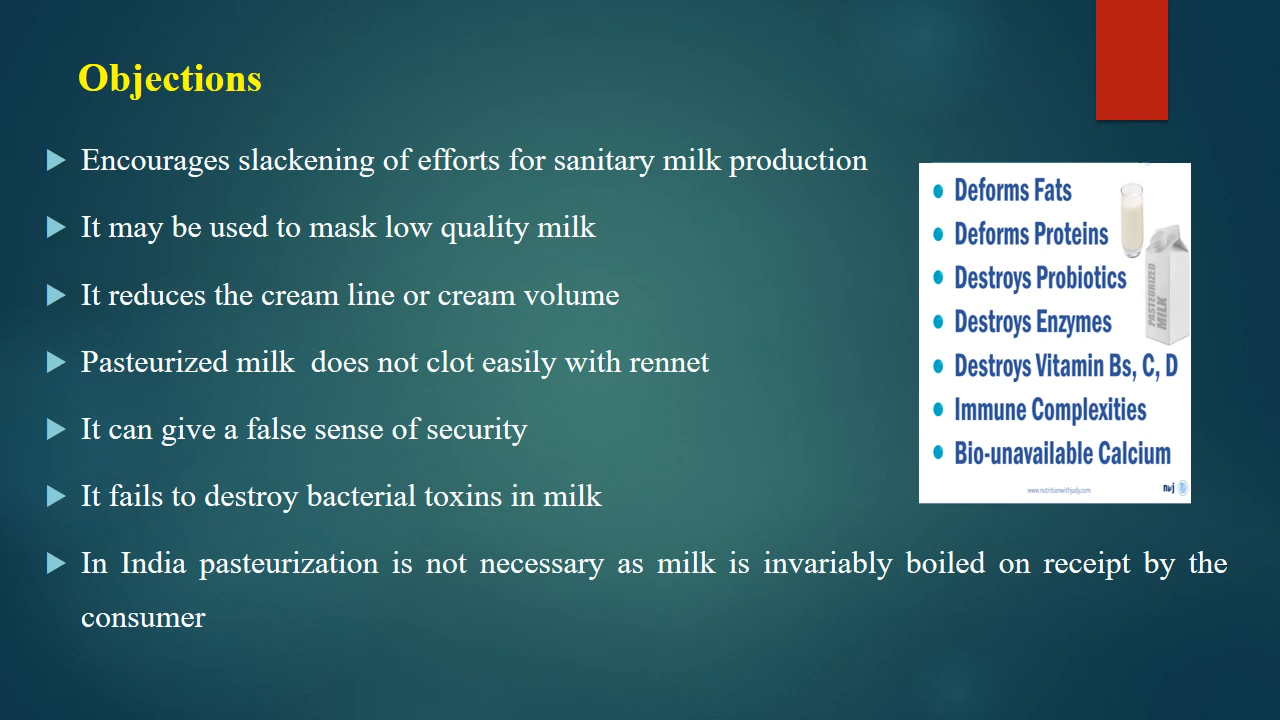 Objections
Encourages slackening of efforts for sanitary milk production
It may be used to mask low quality milk
It reduces the cream line or cream volume
Pasteurized milk does not clot easily with rennet
It can give a false sense of security
It fails to destroy bacterial toxins in milk
In India pasteurization is not necessary as milk is invariably boiled on receipt by the
consumer
Deforms Fats
Deforms Proteins
Destroys Probiotics
Destroys Enzymes
Destroys Vitamin Bs, C, D
Immune Complexities
Bio-unavailable Calcium
PASTEURIZED
MILK
www.nutritionwithjudy.com
nwj